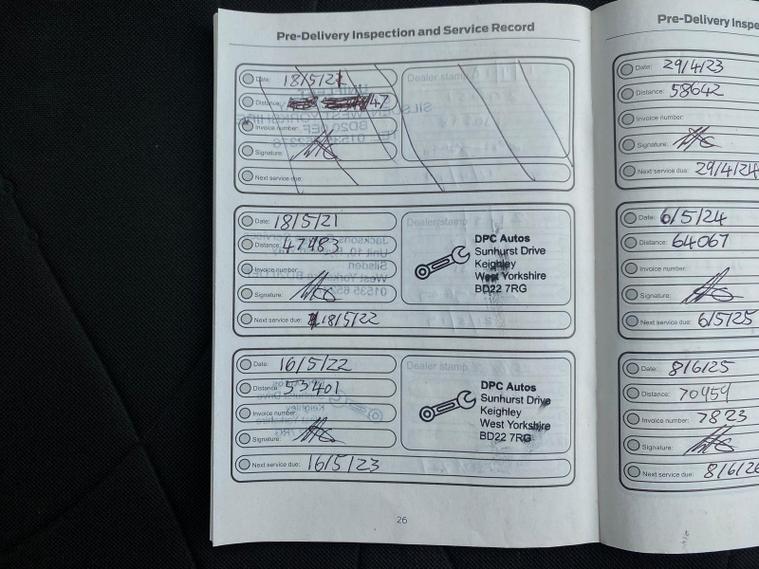 Pre-Delivery Inspection and Service Record
Date: 18/5/21
Distance: 47
Invoice number:
Signature:
Next service due:
Dealer stamp
Date: 18/5/21
Distance: 47983
Invoice number:
Signature:
Next service due: 18/5/22
Dealer stamp
DPC Autos
Sunhurst Drive
Keighley
West Yorkshire
BD22 7RG
Date: 16/5/22
Distance: 53401
Invoice number:
Signature:
Next service due: 16/5/23
Dealer stamp
DPC Autos
Sunhurst Drive
Keighley
West Yorkshire
BD22 7RG
26
Pre-Delivery Inspe
Date: 29/4/23
Distance: 58642
Invoice number:
Signature:
Next service due: 29/4/24
Date: 6/5/24
Distance: 64067
Invoice number:
Signature:
Next service due: 6/5/25
Date: 8/6/25
Distance: 70959
Invoice number: 7823
Signature:
Next service due: 8/6/26